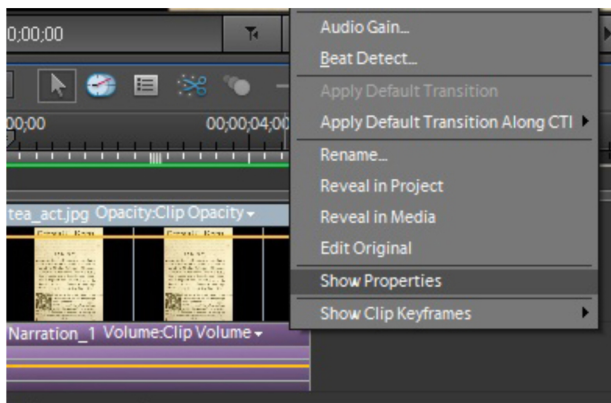 0;00;00
Audio Gain...
Beat Detect...
Apply Default Transition
00;00
00;00;04;00
Apply Default Transition Along CTI
Rename...
Reveal in Project
tea_act.jpg Opacity:Clip Opacity
Reveal in Media
Edit Original
Show Properties
Show Clip Keyframes
Narration_1 Volume:Clip Volume